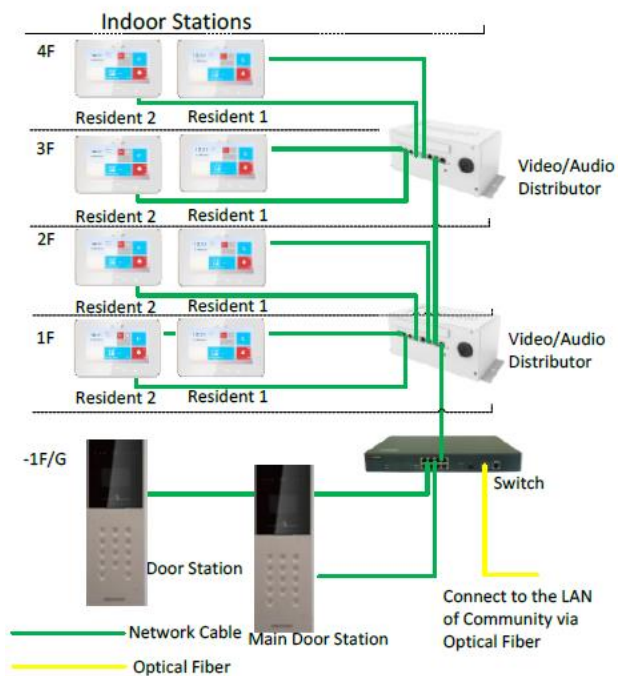 Indoor Stations
4F
Resident 2
Resident 1
3F
Video/Audio
Distributor
Resident 2
Resident 1
2F
Resident 2
Resident 1
1F
Video/Audio
Distributor
Resident 2
Resident 1
-1F/G
Switch
Door Station
Connect to the LAN
of Community via
Optical Fiber
Network Cable
Main Door Station
Optical Fiber